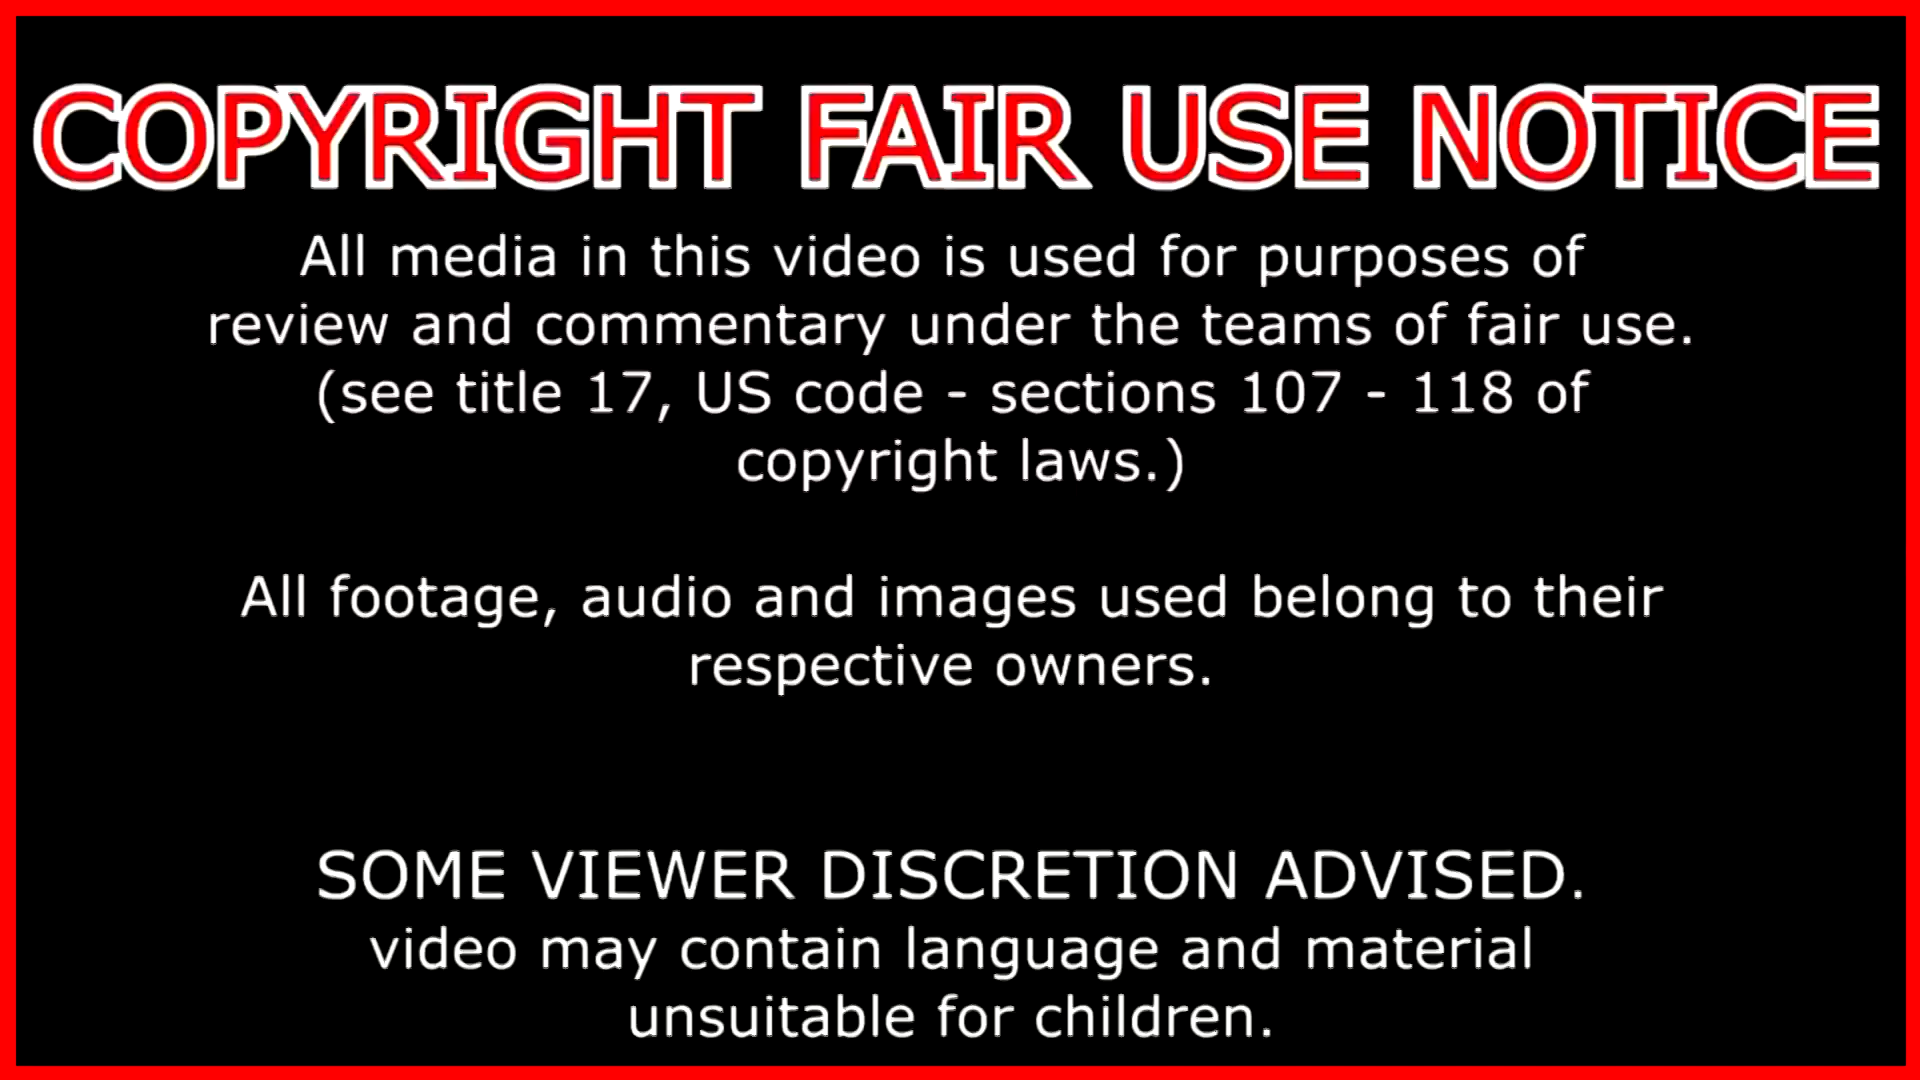 COPYRIGHT FAIR USE NOTICE
All media in this video is used for purposes of
review and commentary under the teams of fair use.
(see title 17, US code - sections 107 - 118 of
copyright laws.)
All footage, audio and images used belong to their
respective owners.
SOME VIEWER DISCRETION ADVISED.
video may contain language and material
unsuitable for children.